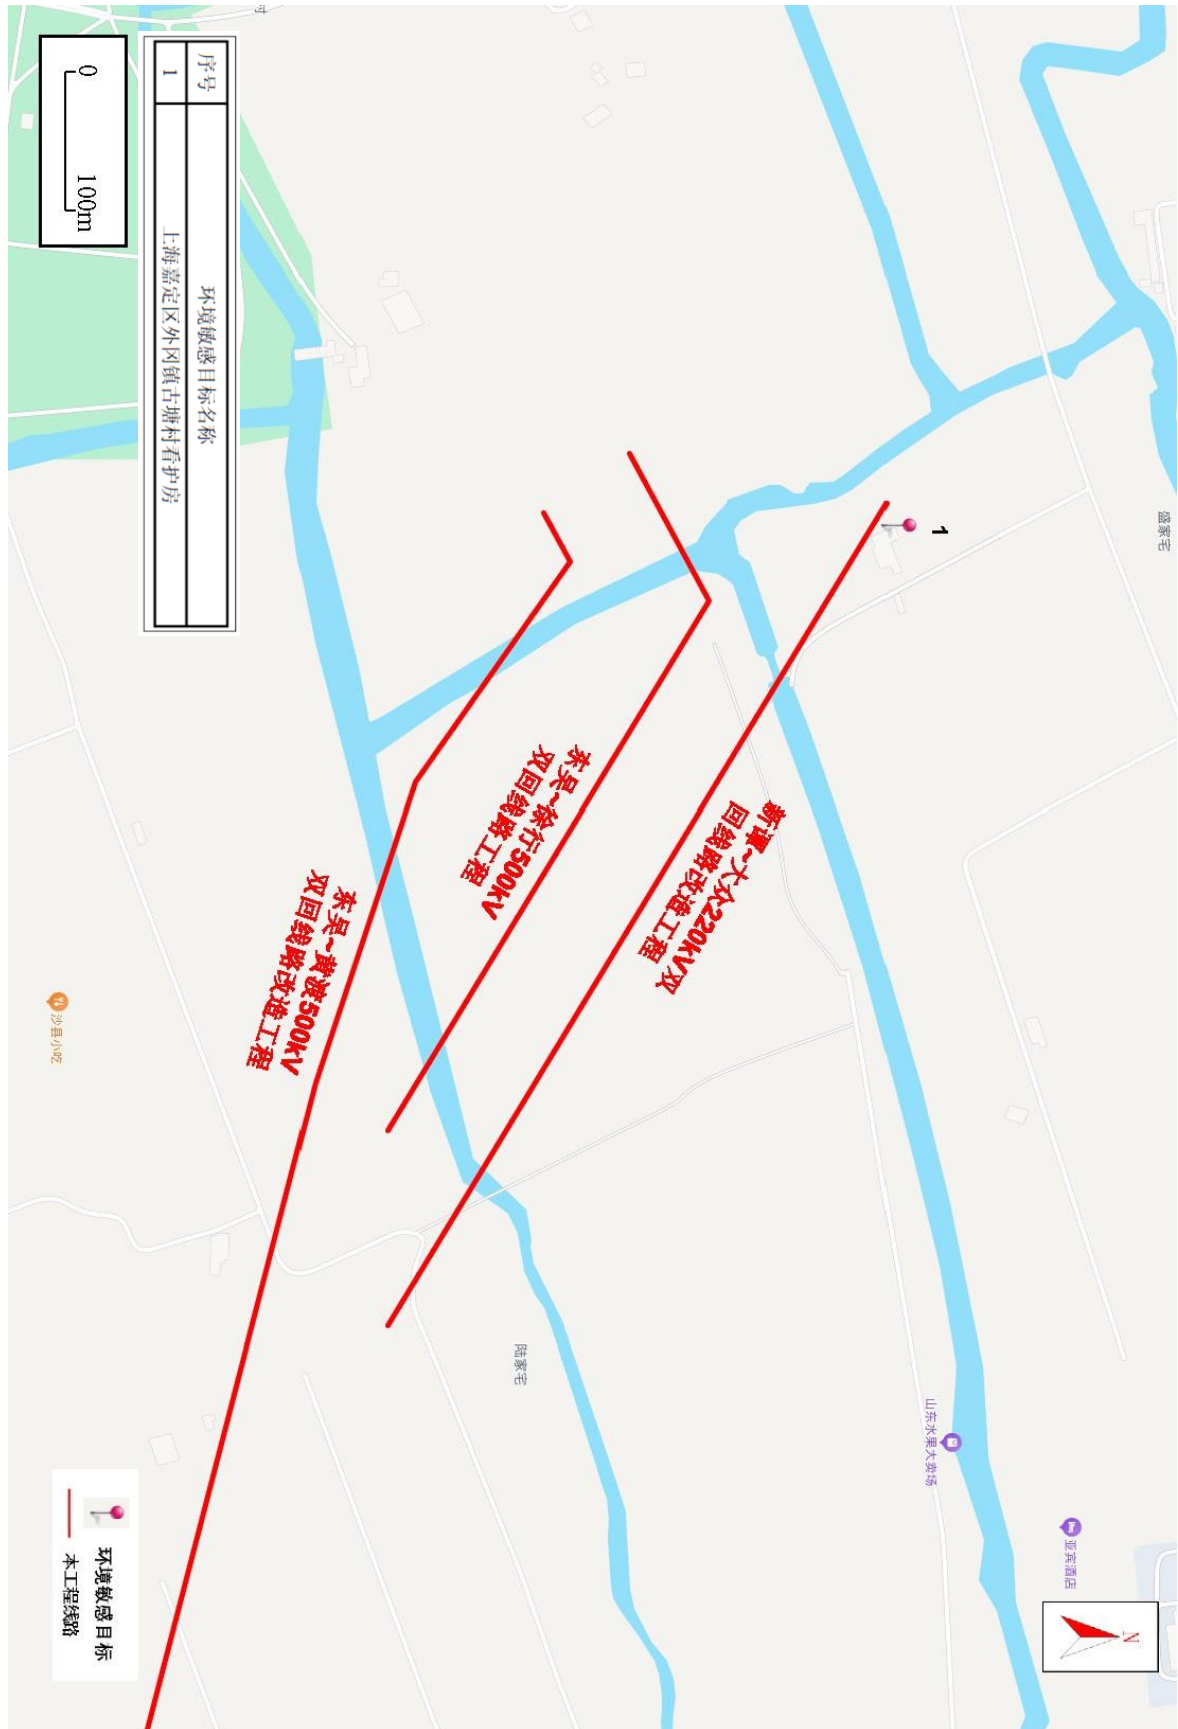 盛家宅
1
亚宾酒店
山东水果大卖场
陆家宅
新谭~大众220kV双
回线路改造工程
东吴~徐行500kV
双回线路工程
东吴~黄渡500kV
双回线路改造工程
沙县小吃
序号 环境敏感目标名称
1 上海嘉定区外冈镇古塘村看护房
0 100m
N
环境敏感目标
本工程线路